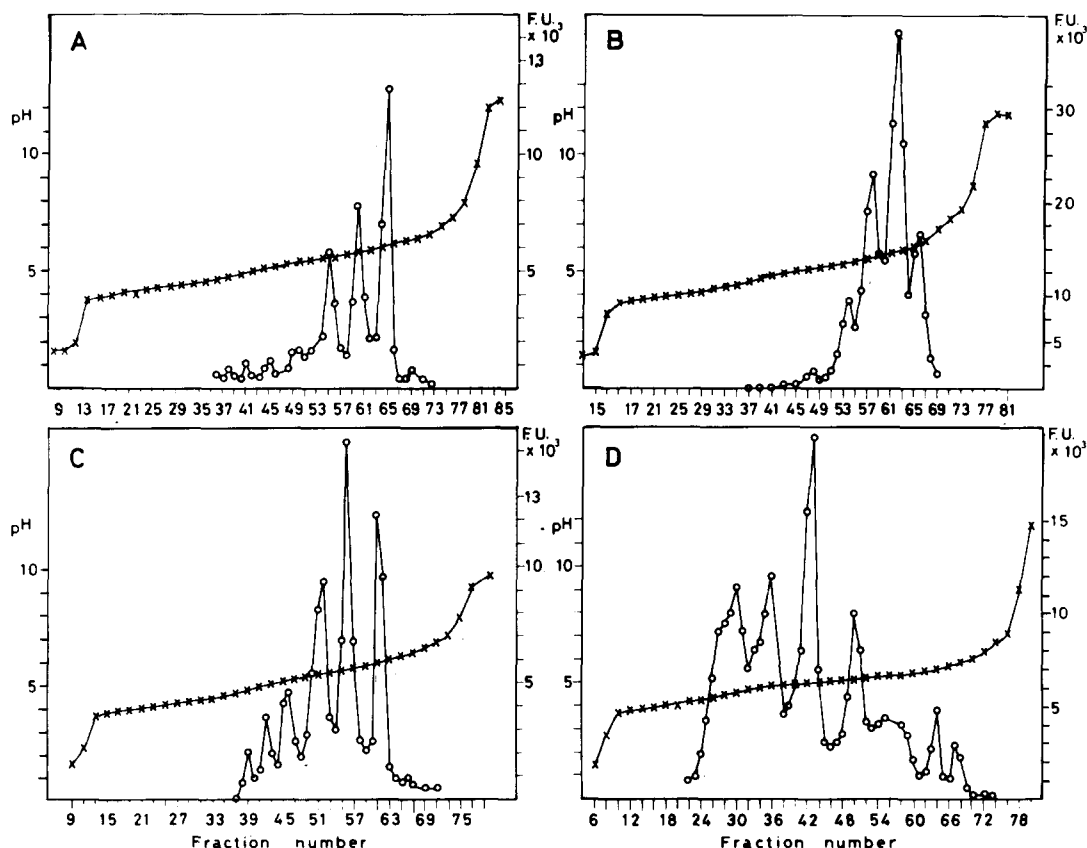 A
F.U.
x 10³
13
pH
10
10
5
5
9 13 17 21 25 29 35 37 41 45 49 53 57 61 65 69 73 77 81 85
B
F.U.
x 10³
pH
30
10
20
5
10
5
15 17 21 25 29 33 37 41 45 49 53 57 61 65 69 73 77 81
C
F.U.
x 10³
13
pH
10
10
5
5
9 15 21 27 33 39 45 51 57 63 69 75
Fraction number
D
F.U.
x 10³
pH
15
10
10
5
5
6 12 18 24 30 36 42 48 54 60 66 72 78
Fraction number